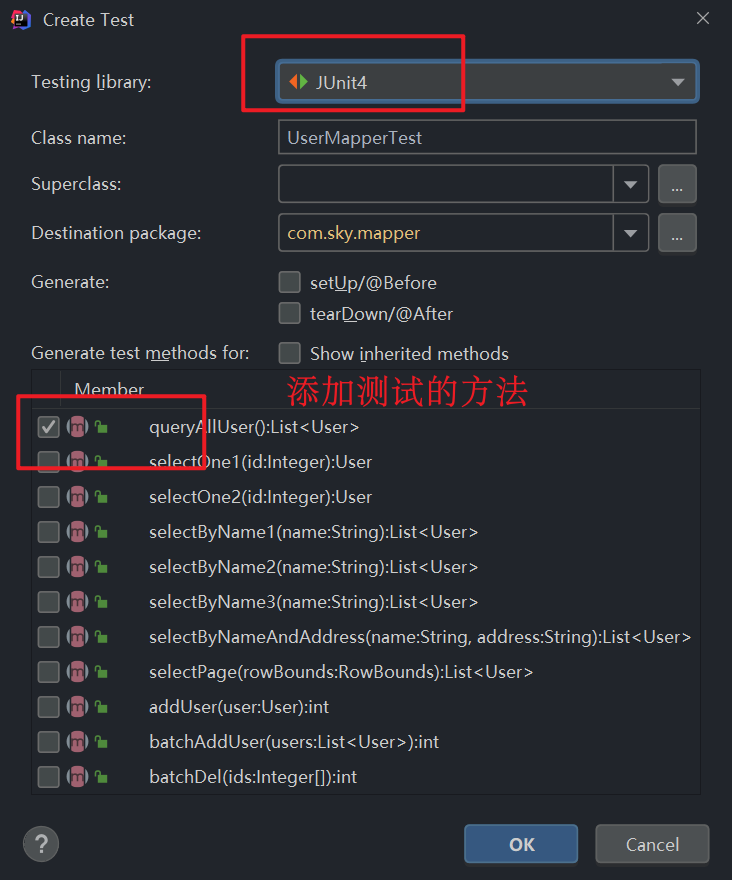 Create Test
Testing library: JUnit4
Class name: UserMapperTest
Superclass: ...
Destination package: com.sky.mapper ...
Generate: setUp/@Before
tearDown/@After
Generate test methods for: Show inherited methods
Member
添加测试的方法
queryAllUser():List<User>
selectOne1(id:Integer):User
selectOne2(id:Integer):User
selectByName1(name:String):List<User>
selectByName2(name:String):List<User>
selectByName3(name:String):List<User>
selectByNameAndAddress(name:String, address:String):List<User>
selectPage(rowBounds:RowBounds):List<User>
addUser(user:User):int
batchAddUser(users:List<User>):int
batchDel(ids:Integer[]):int
? OK Cancel